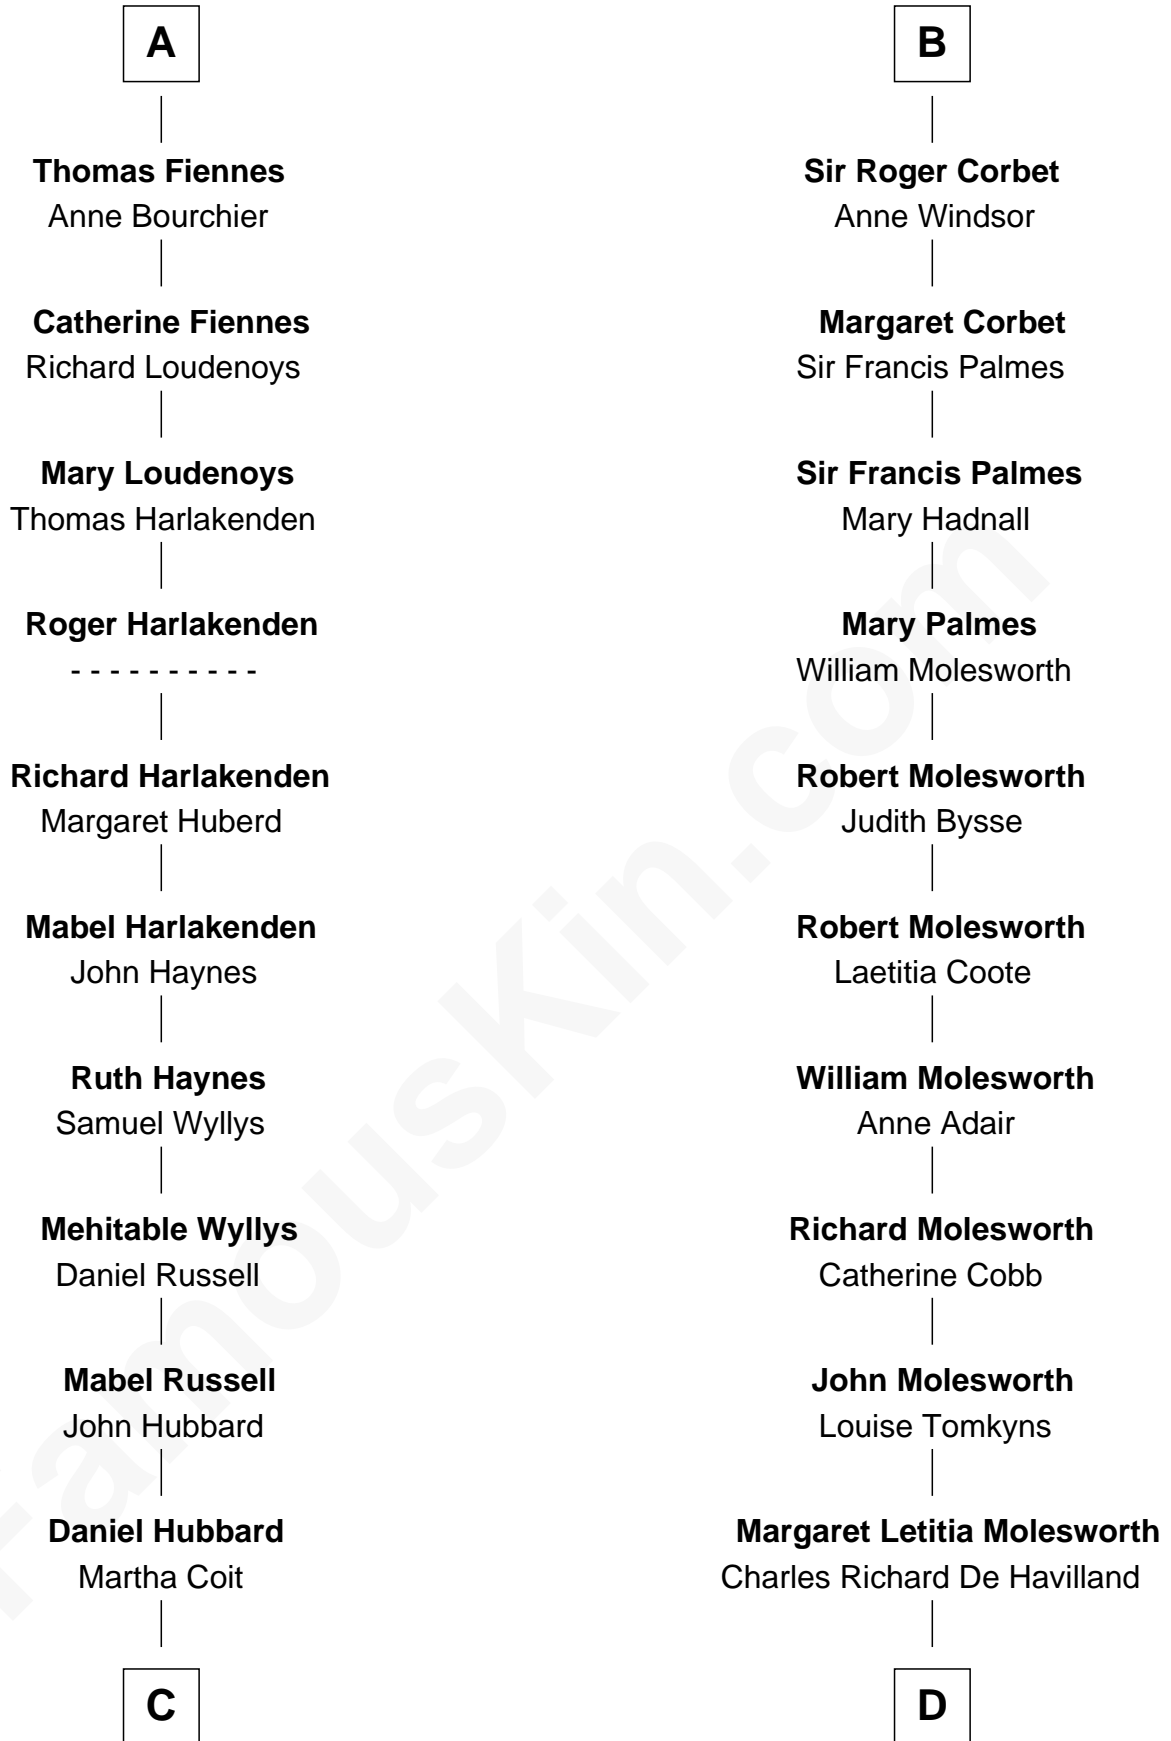 A
Thomas Fiennes
Anne Bourchier
Catherine Fiennes
Richard Loudenoys
Mary Loudenoys
Thomas Harlakenden
Roger Harlakenden
- - - - - - - - - -
Richard Harlakenden
Margaret Huberd
Mabel Harlakenden
John Haynes
Ruth Haynes
Samuel Wyllys
Mehitable Wyllys
Daniel Russell
Mabel Russell
John Hubbard
Daniel Hubbard
Martha Coit
C
B
Sir Roger Corbet
Anne Windsor
Margaret Corbet
Sir Francis Palmes
Sir Francis Palmes
Mary Hadnall
Mary Palmes
William Molesworth
Robert Molesworth
Judith Bysse
Robert Molesworth
Laetitia Coote
William Molesworth
Anne Adair
Richard Molesworth
Catherine Cobb
John Molesworth
Louise Tomkyns
Margaret Letitia Molesworth
Charles Richard De Havilland
D
FamousKin.com